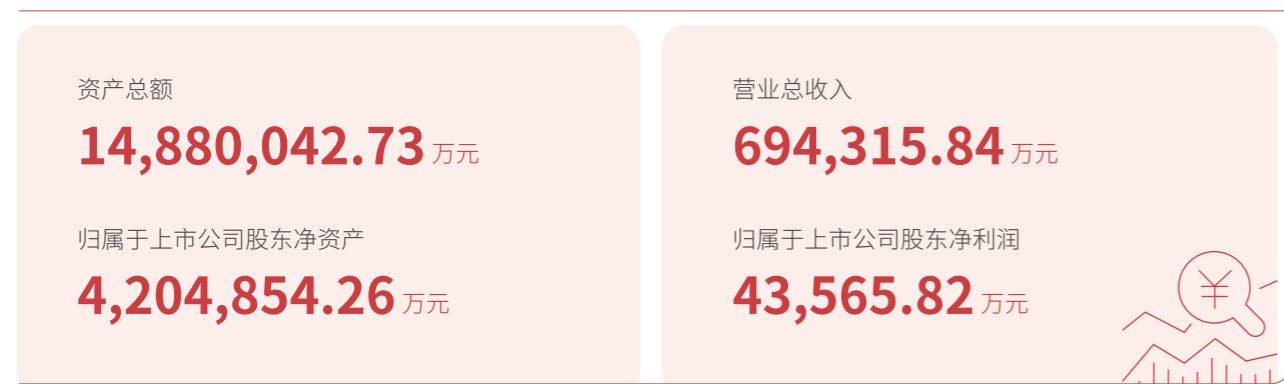 资产总额
14,880,042.73 万元
归属于上市公司股东净资产
4,204,854.26 万元
营业总收入
694,315.84 万元
归属于上市公司股东净利润
43,565.82 万元
¥